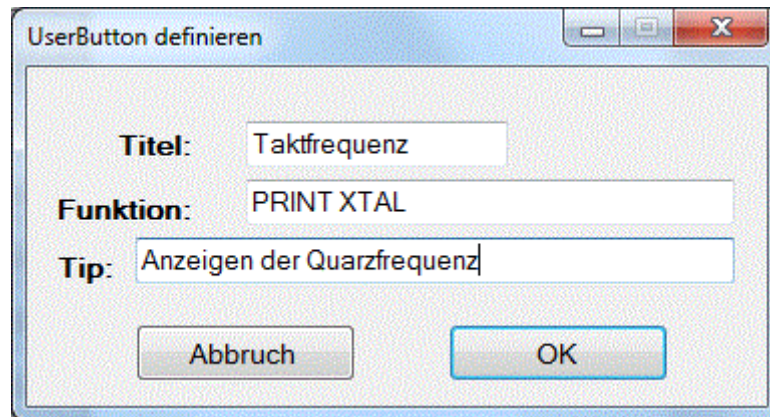 UserButton definieren
Titel: Taktfrequenz
Funktion: PRINT XTAL
Tip: Anzeigen der Quarzfrequenz
Abbruch OK